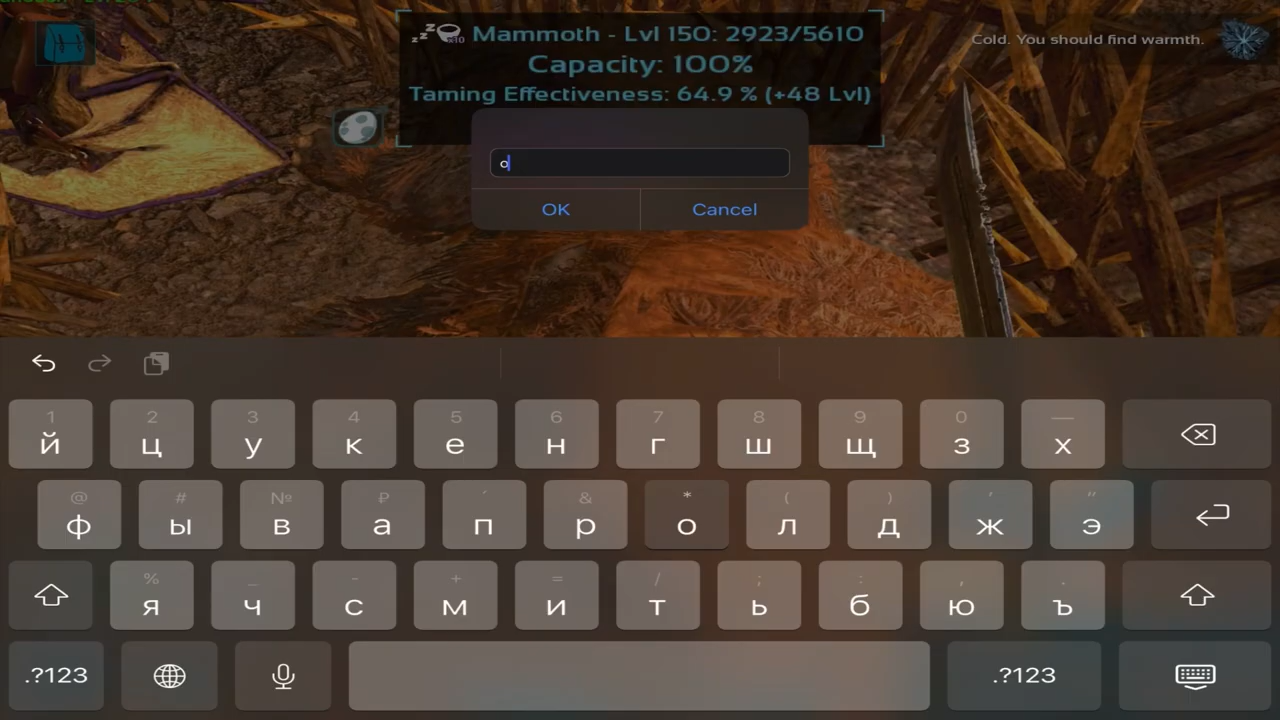 Mammoth - Lvl 150: 2923/5610
Capacity: 100%
Taming Effectiveness: 64.9 % (+48 Lvl)
Cold. You should find warmth.
о
OK Cancel
1 2 3 4 5 6 7 8 9 0 —
й ц у к е н г ш щ з х
@ # № ₽ ´ & * ( ) ‘ “
ф ы в а п р о л д ж э
% _ - + = / ; : , .
я ч с м и т ь б ю ъ
.?123 .?123